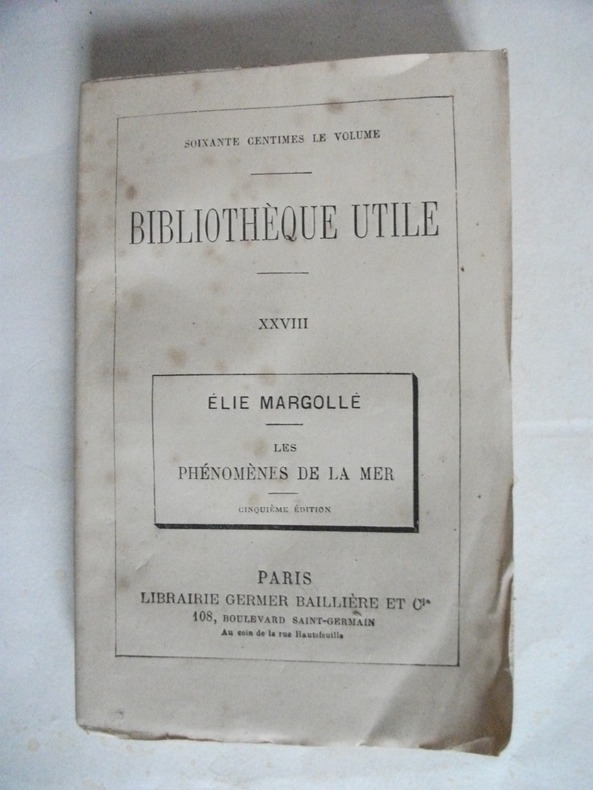 SOIXANTE CENTIMES LE VOLUME
BIBLIOTHÈQUE UTILE
XXVIII
ÉLIE MARGOLLÉ
LES
PHÉNOMÈNES DE LA MER
CINQUIÈME ÉDITION
PARIS
LIBRAIRIE GERMER BAILLIÈRE ET Cie
108, BOULEVARD SAINT-GERMAIN
Au coin de la rue Hautefeuille